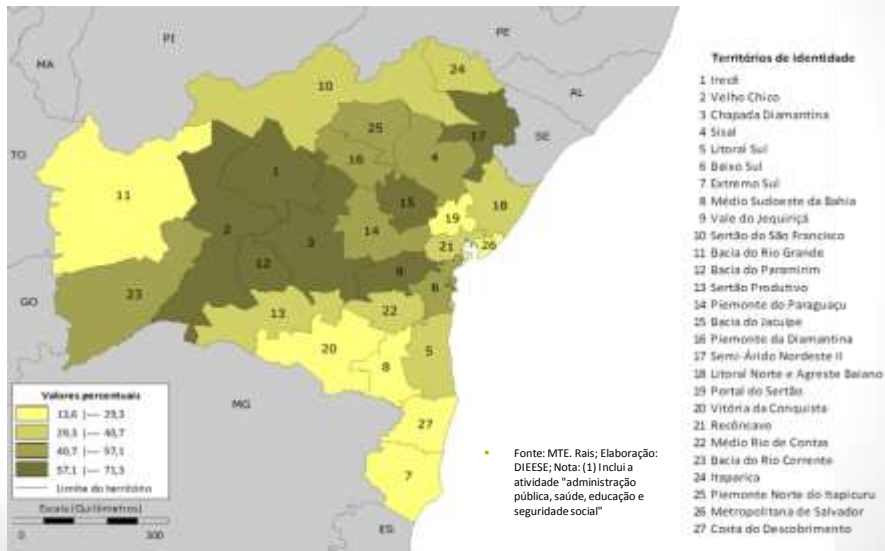 PI
PE
MA
AL
SE
TO
GO
MG
ES
24
10
17
25
4
16
1
11
15
18
19
2
3
14
21
26
12
9
6
23
13
22
5
20
8
27
7
Valores percentuais
13,6 |--- 29,3
29,3 |--- 40,7
40,7 |--- 57,1
57,1 |--- 71,3
Limite do território
Escala (Quilômetros)
0 300
Fonte: MTE. Rais; Elaboração:
DIEESE; Nota: (1) Inclui a
atividade "administração
pública, saúde, educação e
seguridade social"
Territórios de Identidade
1 Irecê
2 Velho Chico
3 Chapada Diamantina
4 Sisal
5 Litoral Sul
6 Baixo Sul
7 Extremo Sul
8 Médio Sudoeste da Bahia
9 Vale do Jequiriçá
10 Sertão do São Francisco
11 Bacia do Rio Grande
12 Bacia do Paramirim
13 Sertão Produtivo
14 Piemonte do Paraguaçu
15 Bacia do Jacuípe
16 Piemonte da Diamantina
17 Semi-Árido Nordeste II
18 Litoral Norte e Agreste Baiano
19 Portal do Sertão
20 Vitória da Conquista
21 Recôncavo
22 Médio Rio de Contas
23 Bacia do Rio Corrente
24 Itaparica
25 Piemonte Norte do Itapicuru
26 Metropolitana de Salvador
27 Costa do Descobrimento